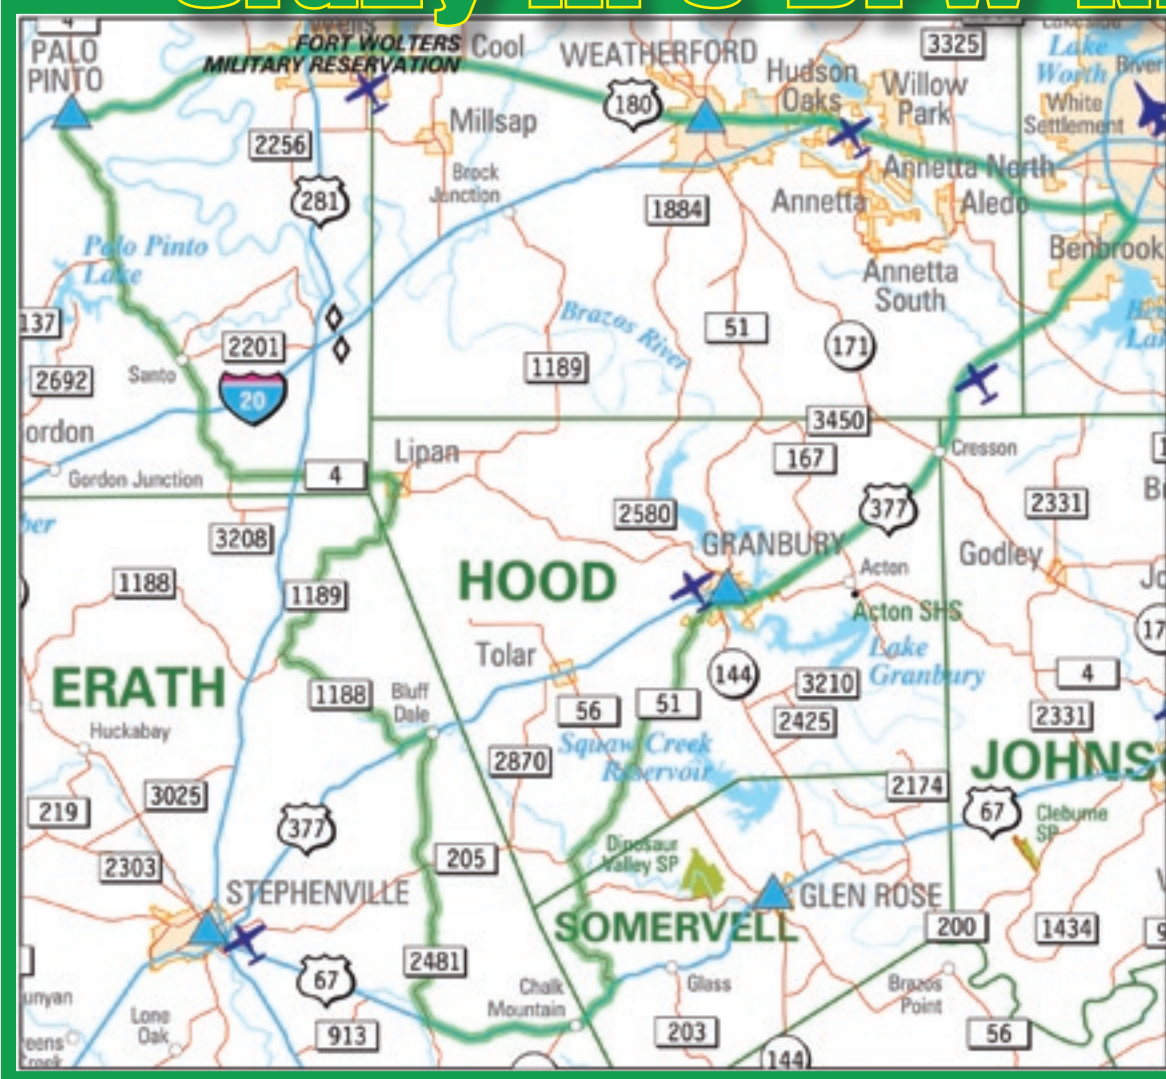 4
PALO
PINTO
FORT WOLTERS
MILITARY RESERVATION
Cool
WEATHERFORD
3325
Lake
Worth
Hudson
Oaks
Willow
Park
White
Settlement
180
Millsap
2256
Brock
Junction
281
1884
Annetta North
Annetta
Aledo
Benbrook
Palo Pinto
Lake
Annetta
South
Brazos River
137
51
171
2201
Santo
2692
20
1189
3450
ordon
Lipan
167
Cresson
Gordon Junction
4
377
2331
2580
3208
GRANBURY
Godley
HOOD
Acton
1188
1189
Acton SHS
Tolar
Lake
Granbury
144
ERATH
1188
Bluff
Dale
56
51
3210
2425
4
2331
Huckabay
Squaw Creek
Reservoir
2870
JOHNS
2174
3025
67
219
377
Cleburne
SP
Dinosaur
Valley SP
205
2303
STEPHENVILLE
GLEN ROSE
SOMERVELL
200
1434
2481
67
Glass
Chalk
Mountain
Brazos
Point
unyan
Lone
Oak
913
203
56
144